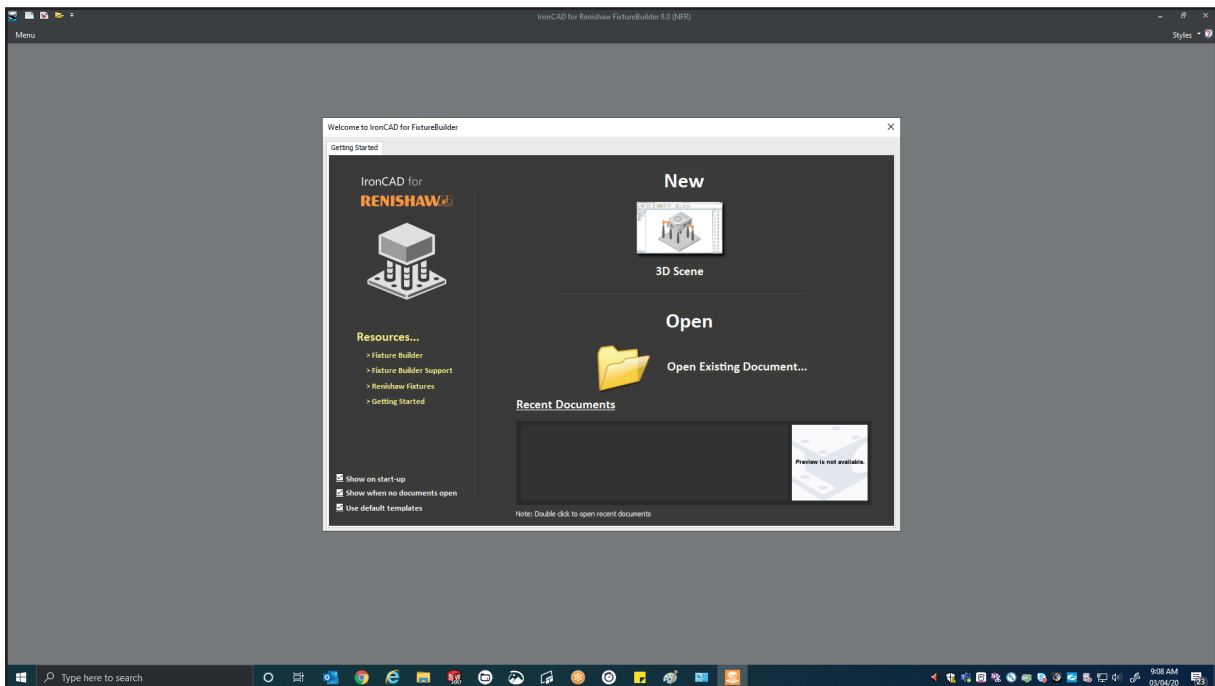 IronCAD for Renishaw FixtureBuilder 8.0 (NFR)
Menu
Styles
Welcome to IronCAD for FixtureBuilder
Getting Started
IronCAD for
RENISHAW
New
3D Scene
Open
Open Existing Document...
Resources...
> Fixture Builder
> Fixture Builder Support
> Renishaw Fixtures
> Getting Started
Recent Documents
Preview is not available.
Show on start-up
Show when no documents open
Use default templates
Note: Double click to open recent documents
Type here to search
9:08 AM
03/04/20
23